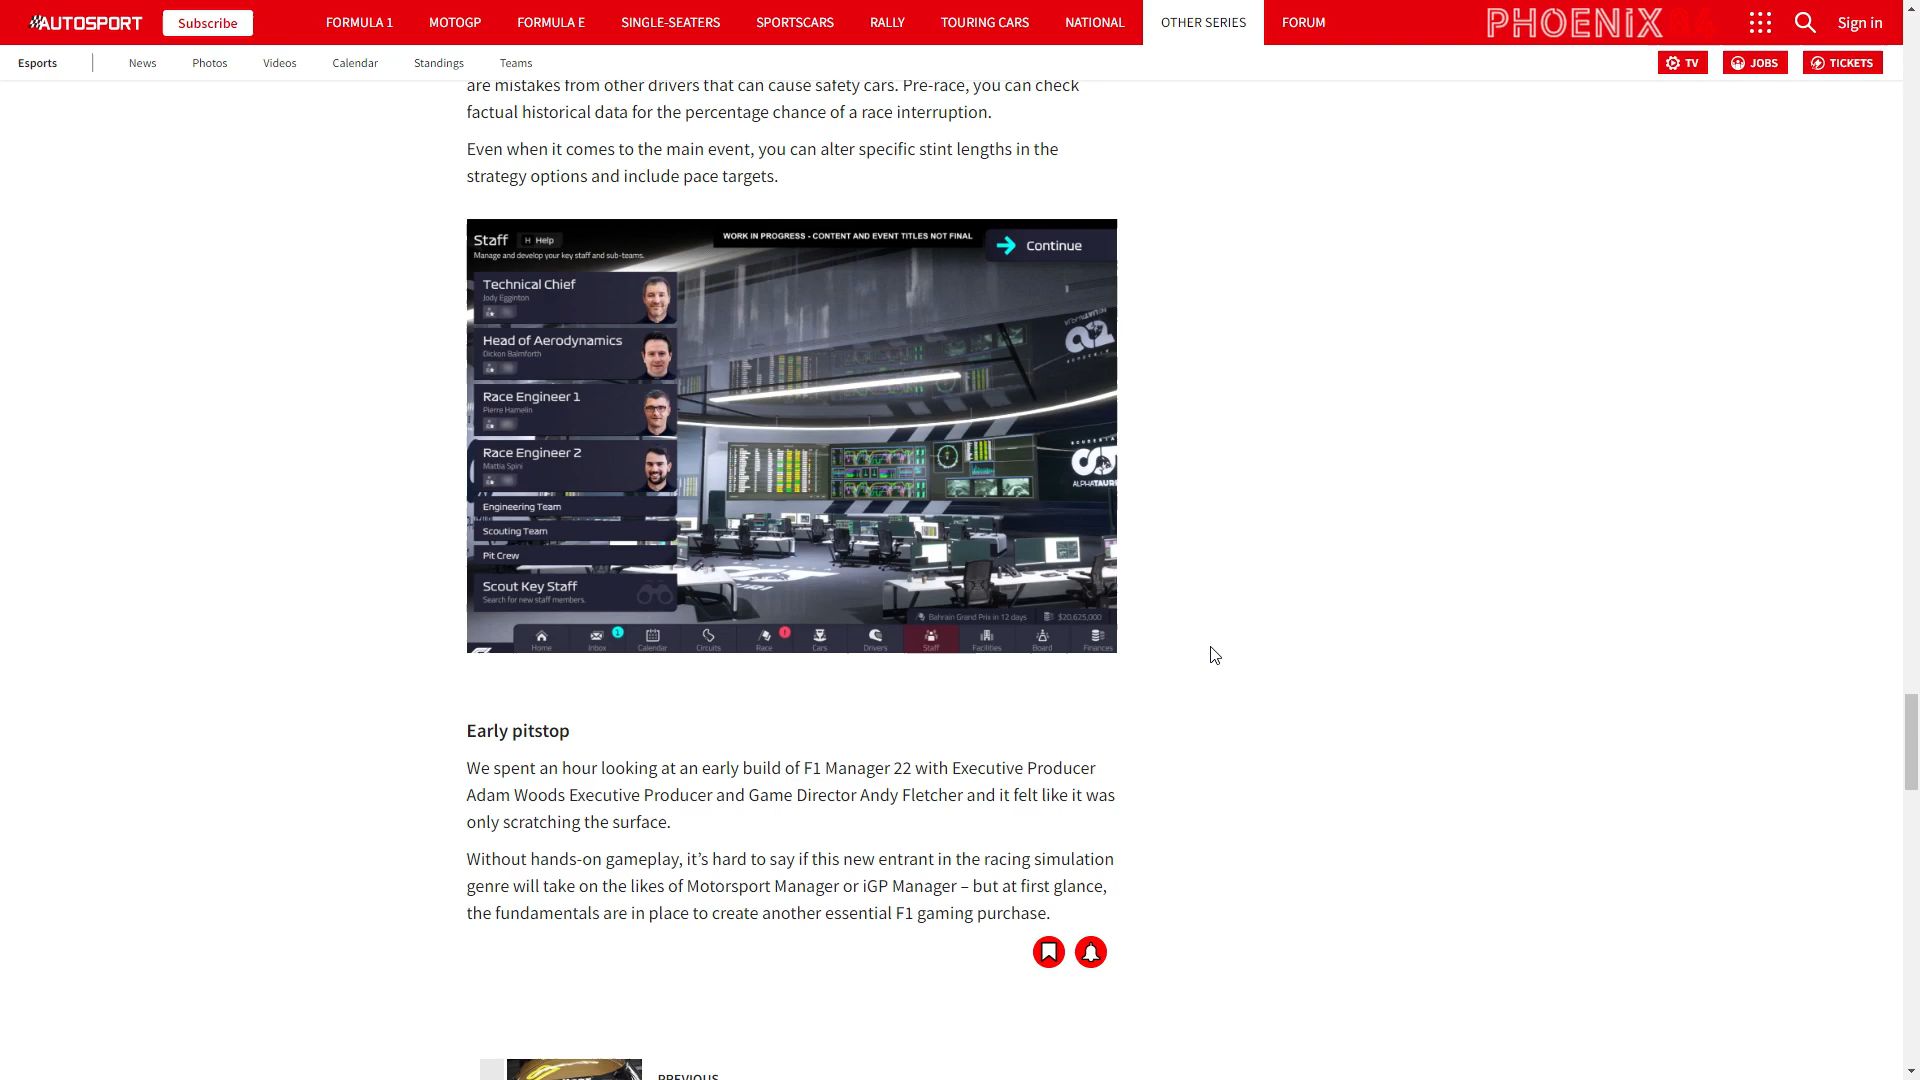 AUTOSPORT
Subscribe
FORMULA 1
MOTOGP
FORMULA E
SINGLE-SEATERS
SPORTSCARS
RALLY
TOURING CARS
NATIONAL
OTHER SERIES
FORUM
PHOENIX
Sign in
Esports
News
Photos
Videos
Calendar
Standings
Teams
TV
JOBS
TICKETS
are mistakes from other drivers that can cause safety cars. Pre-race, you can check
factual historical data for the percentage chance of a race interruption.
Even when it comes to the main event, you can alter specific stint lengths in the
strategy options and include pace targets.
Staff
H Help
WORK IN PROGRESS - CONTENT AND EVENT TITLES NOT FINAL
Continue
Manage and develop your key staff and sub-teams.
Technical Chief
Jody Egginton
Head of Aerodynamics
Dickon Balmforth
Race Engineer 1
Pierre Hamelin
Race Engineer 2
Mattia Spini
Engineering Team
Scouting Team
Pit Crew
Scout Key Staff
Search for new staff members.
ALPHATAURI
Bahrain Grand Prix in 12 days
$20,625,000
Home
Inbox
1
Calendar
Circuits
Race
!
Cars
Drivers
Staff
Facilities
Board
Finances
Early pitstop
We spent an hour looking at an early build of F1 Manager 22 with Executive Producer
Adam Woods Executive Producer and Game Director Andy Fletcher and it felt like it was
only scratching the surface.
Without hands-on gameplay, it’s hard to say if this new entrant in the racing simulation
genre will take on the likes of Motorsport Manager or iGP Manager – but at first glance,
the fundamentals are in place to create another essential F1 gaming purchase.
PREVIOUS